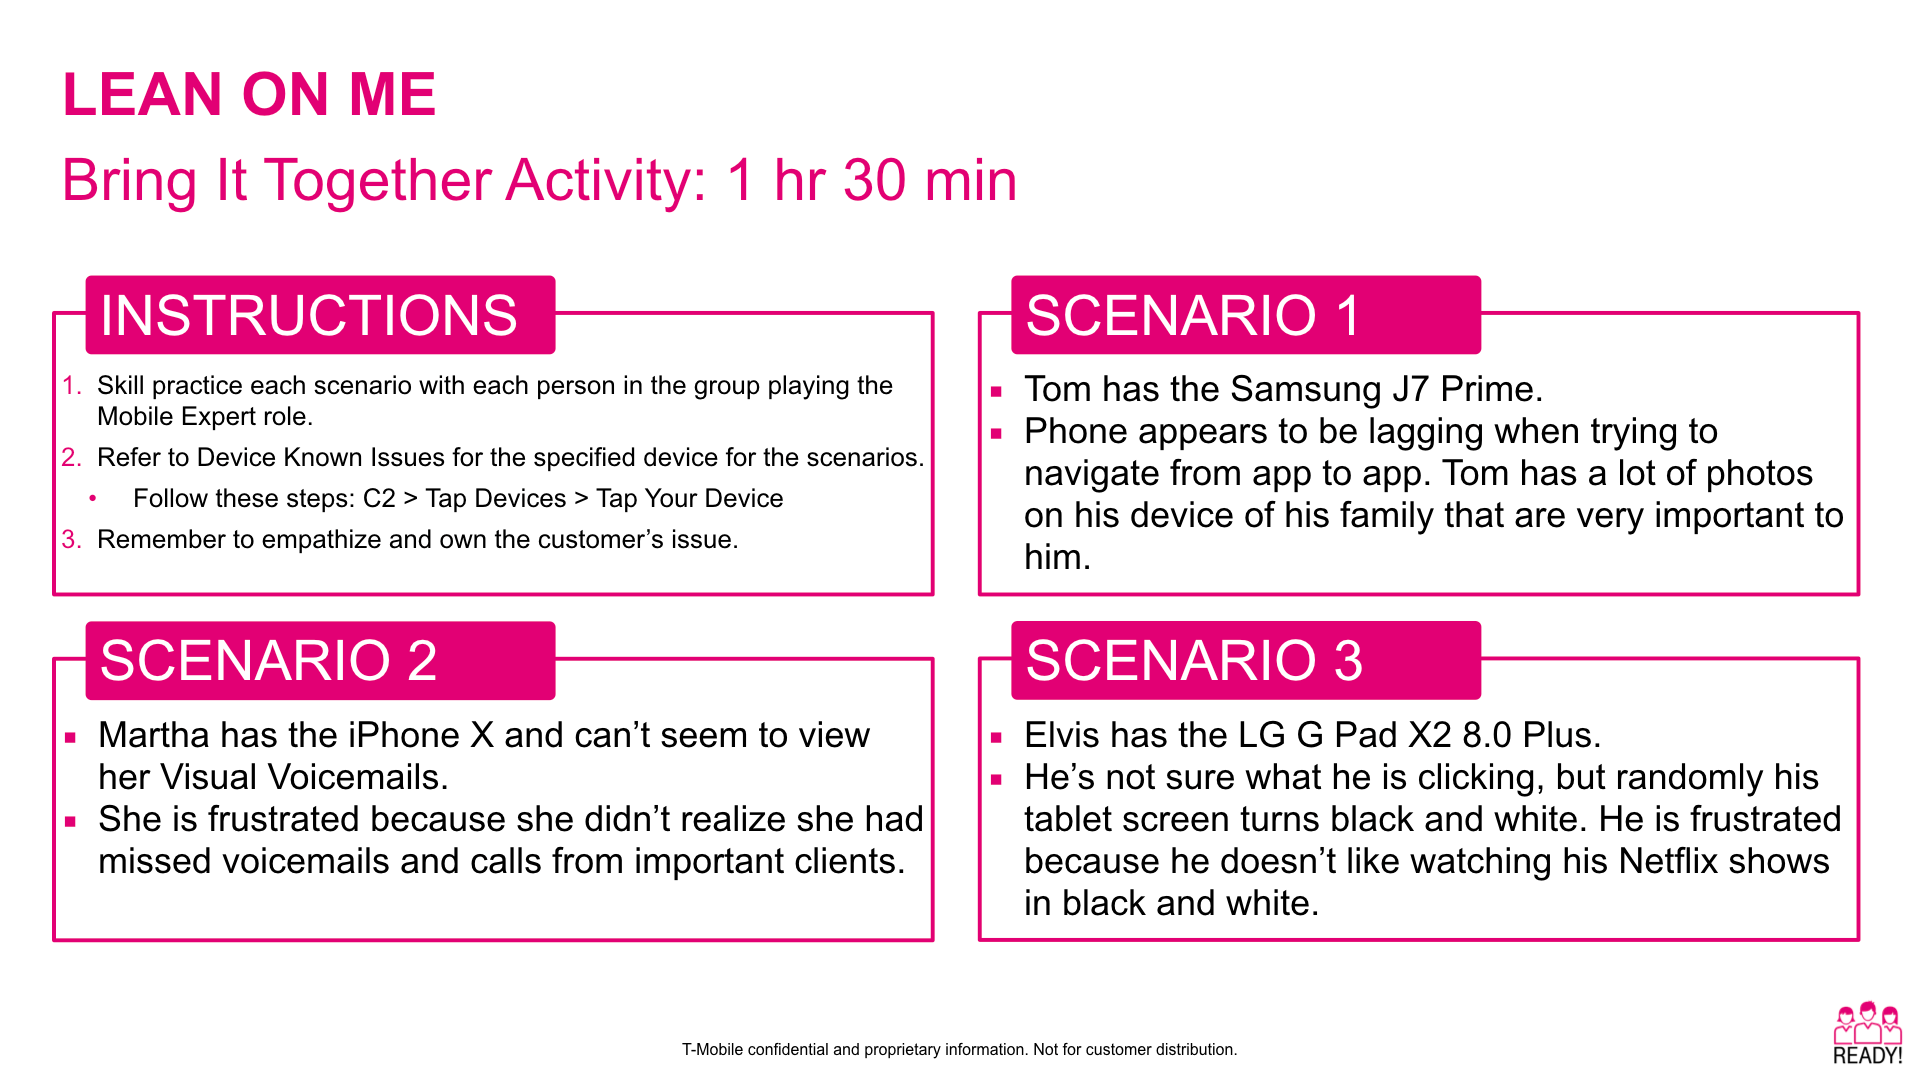 LEAN ON ME
Bring It Together Activity: 1 hr 30 min
INSTRUCTIONS
1. Skill practice each scenario with each person in the group playing the
Mobile Expert role.
2. Refer to Device Known Issues for the specified device for the scenarios.
• Follow these steps: C2 > Tap Devices > Tap Your Device
3. Remember to empathize and own the customer’s issue.
SCENARIO 1
▪ Tom has the Samsung J7 Prime.
▪ Phone appears to be lagging when trying to
navigate from app to app. Tom has a lot of photos
on his device of his family that are very important to
him.
SCENARIO 2
▪ Martha has the iPhone X and can’t seem to view
her Visual Voicemails.
▪ She is frustrated because she didn’t realize she had
missed voicemails and calls from important clients.
SCENARIO 3
▪ Elvis has the LG G Pad X2 8.0 Plus.
▪ He’s not sure what he is clicking, but randomly his
tablet screen turns black and white. He is frustrated
because he doesn’t like watching his Netflix shows
in black and white.
T-Mobile confidential and proprietary information. Not for customer distribution.
READY!